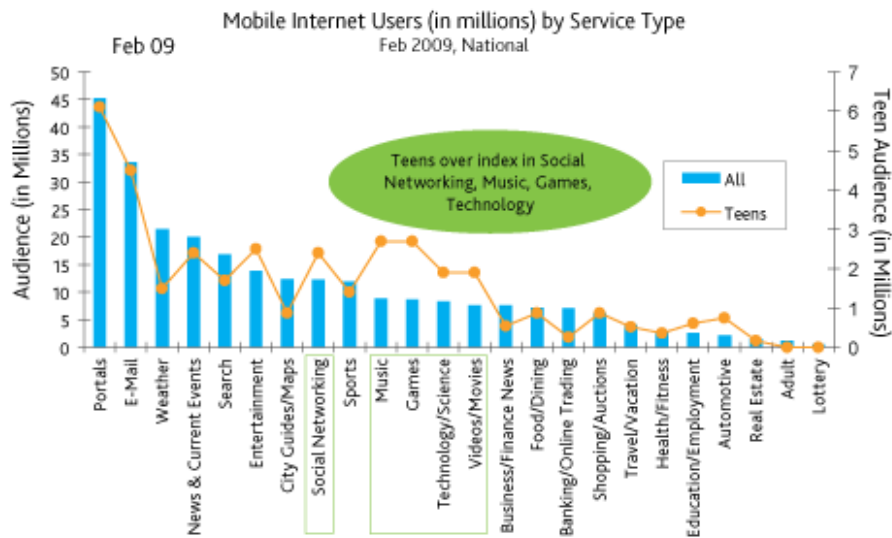 Mobile Internet Users (in millions) by Service Type
Feb 09
Feb 2009, National
Audience (in Millions)
50
45
40
35
30
25
20
15
10
5
0
Teens over index in Social
Networking, Music, Games,
Technology
All
Teens
7
6
5
4
3
2
1
0
Teen Audience (in Millions)
Portals
E-Mail
Weather
News & Current Events
Search
Entertainment
City Guides/Maps
Social Networking
Sports
Music
Games
Technology/Science
Videos/Movies
Business/Finance News
Food/Dining
Banking/Online Trading
Shopping/Auctions
Travel/Vacation
Health/Fitness
Education/Employment
Automotive
Real Estate
Adult
Lottery